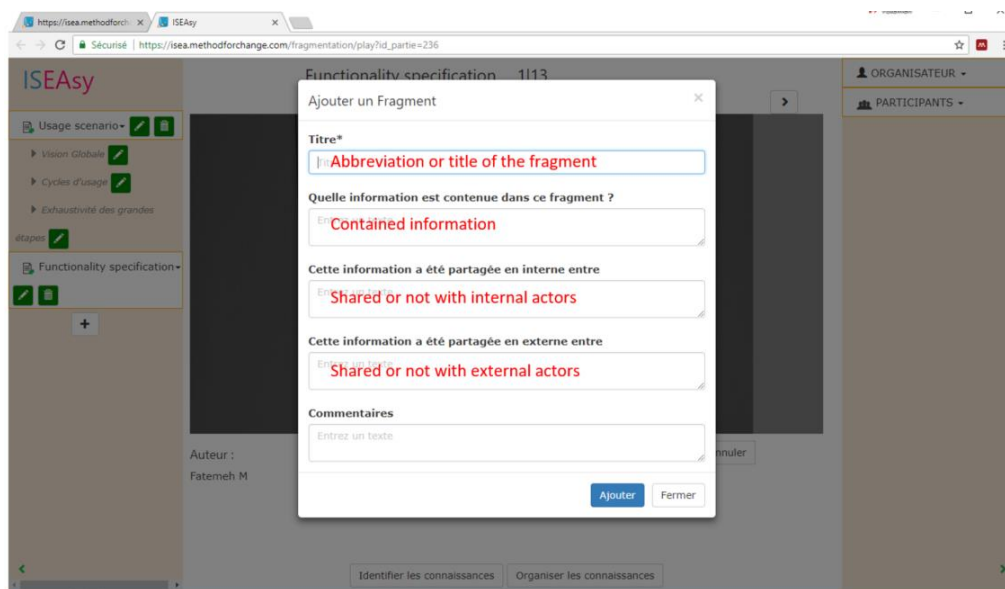 https://isea.methodforch
ISEAsy
Sécurisé | https://isea.methodforchange.com/fragmentation/play?id_partie=236
ISEAsy
Functionality specification 1|13
ORGANISATEUR
PARTICIPANTS
Usage scenario
Vision Globale
Cycles d'usage
Exhaustivité des grandes
étapes
Functionality specification
Ajouter un Fragment
Titre*
Abbreviation or title of the fragment
Quelle information est contenue dans ce fragment ?
Contained information
Cette information a été partagée en interne entre
Shared or not with internal actors
Cette information a été partagée en externe entre
Shared or not with external actors
Commentaires
Entrez un texte
Ajouter
Fermer
Auteur :
Fatemeh M
nnuler
Identifier les connaissances
Organiser les connaissances